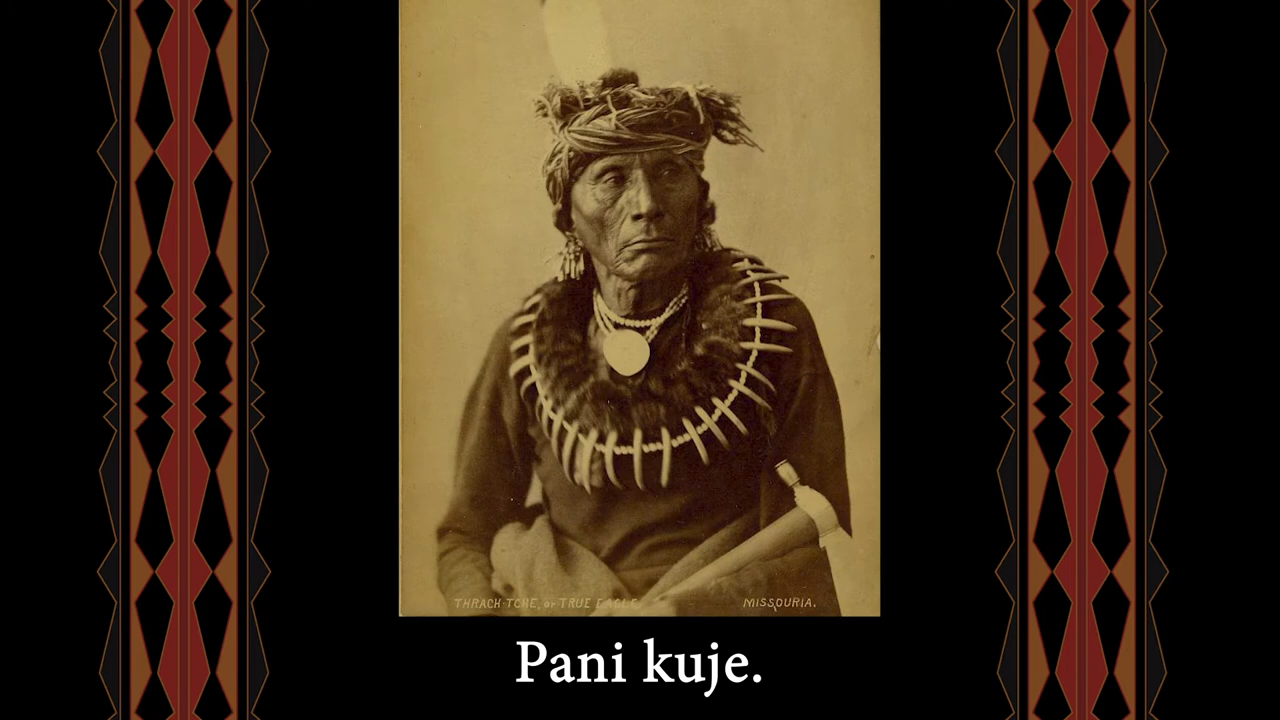 THRACH-TCHE, or TRUE EAGLE. MISSOURIA.
Pani kuje.